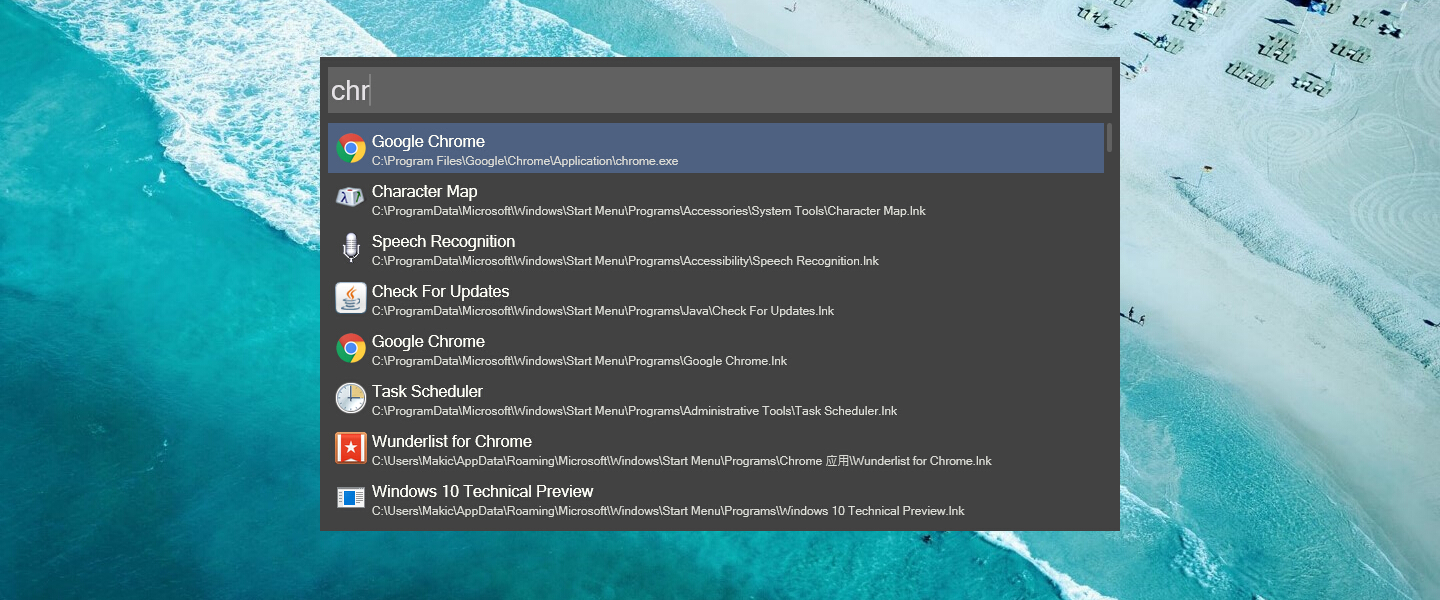 chr
Google Chrome
C:\Program Files\Google\Chrome\Application\chrome.exe
Character Map
C:\ProgramData\Microsoft\Windows\Start Menu\Programs\Accessories\System Tools\Character Map.lnk
Speech Recognition
C:\ProgramData\Microsoft\Windows\Start Menu\Programs\Accessibility\Speech Recognition.lnk
Check For Updates
C:\ProgramData\Microsoft\Windows\Start Menu\Programs\Java\Check For Updates.lnk
Google Chrome
C:\ProgramData\Microsoft\Windows\Start Menu\Programs\Google Chrome.lnk
Task Scheduler
C:\ProgramData\Microsoft\Windows\Start Menu\Programs\Administrative Tools\Task Scheduler.lnk
Wunderlist for Chrome
C:\Users\Makic\AppData\Roaming\Microsoft\Windows\Start Menu\Programs\Chrome 应用\Wunderlist for Chrome.lnk
Windows 10 Technical Preview
C:\Users\Makic\AppData\Roaming\Microsoft\Windows\Start Menu\Programs\Windows 10 Technical Preview.lnk